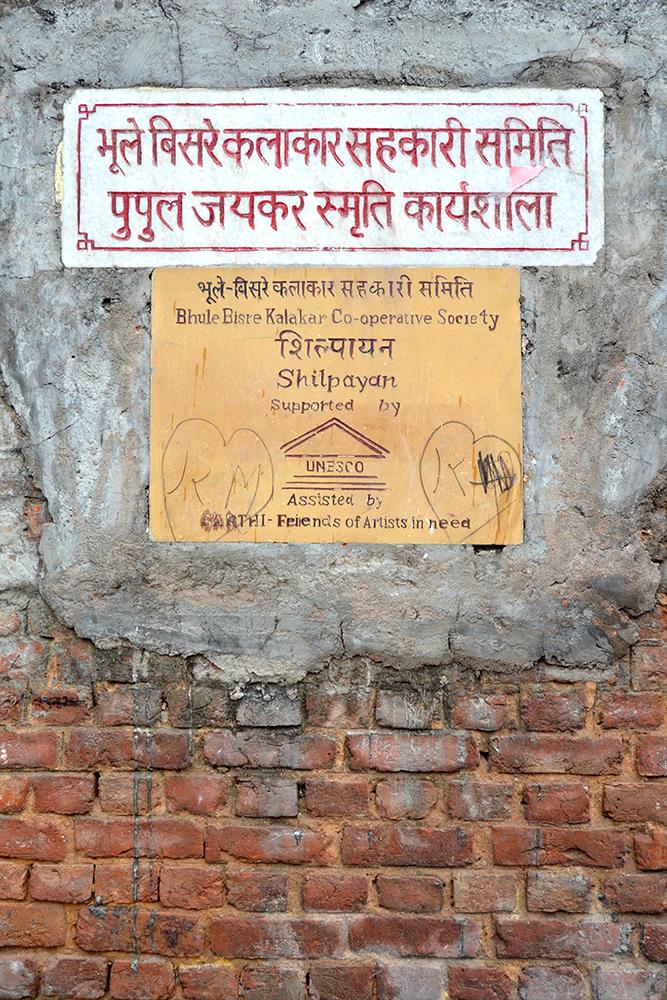 भूले बिसरे कलाकार सहकारी समिति
पुपुल जयकर स्मृति कार्यशाला
भूले-बिसरे कलाकार सहकारी समिति
Bhule Bisre Kalakar Co-operative Society
शिल्पायन
Shilpayan
Supported by
UNESCO
Assisted by
SARTHI - Friends of Artists in need